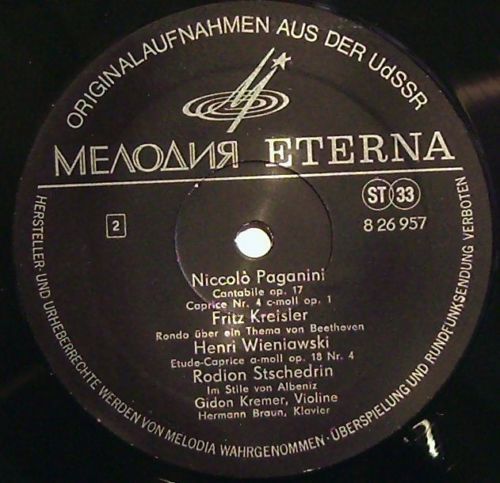 ORIGINALAUFNAHMEN AUS DER UdSSR
МЕЛОДИЯ ETERNA
ST 33
2
8 26 957
Niccolò Paganini
Cantabile op. 17
Caprice Nr. 4 c-moll op. 1
Fritz Kreisler
Rondo über ein Thema von Beethoven
Henri Wieniawski
Etude-Caprice a-moll op. 18 Nr. 4
Rodion Stschedrin
Im Stile von Albeniz
Gidon Kremer, Violine
Hermann Braun, Klavier
HERSTELLER- UND URHEBERRECHTE WERDEN VON MELODIA WAHRGENOMMEN · ÜBERSPIELUNG UND RUNDFUNKSENDUNG VERBOTEN